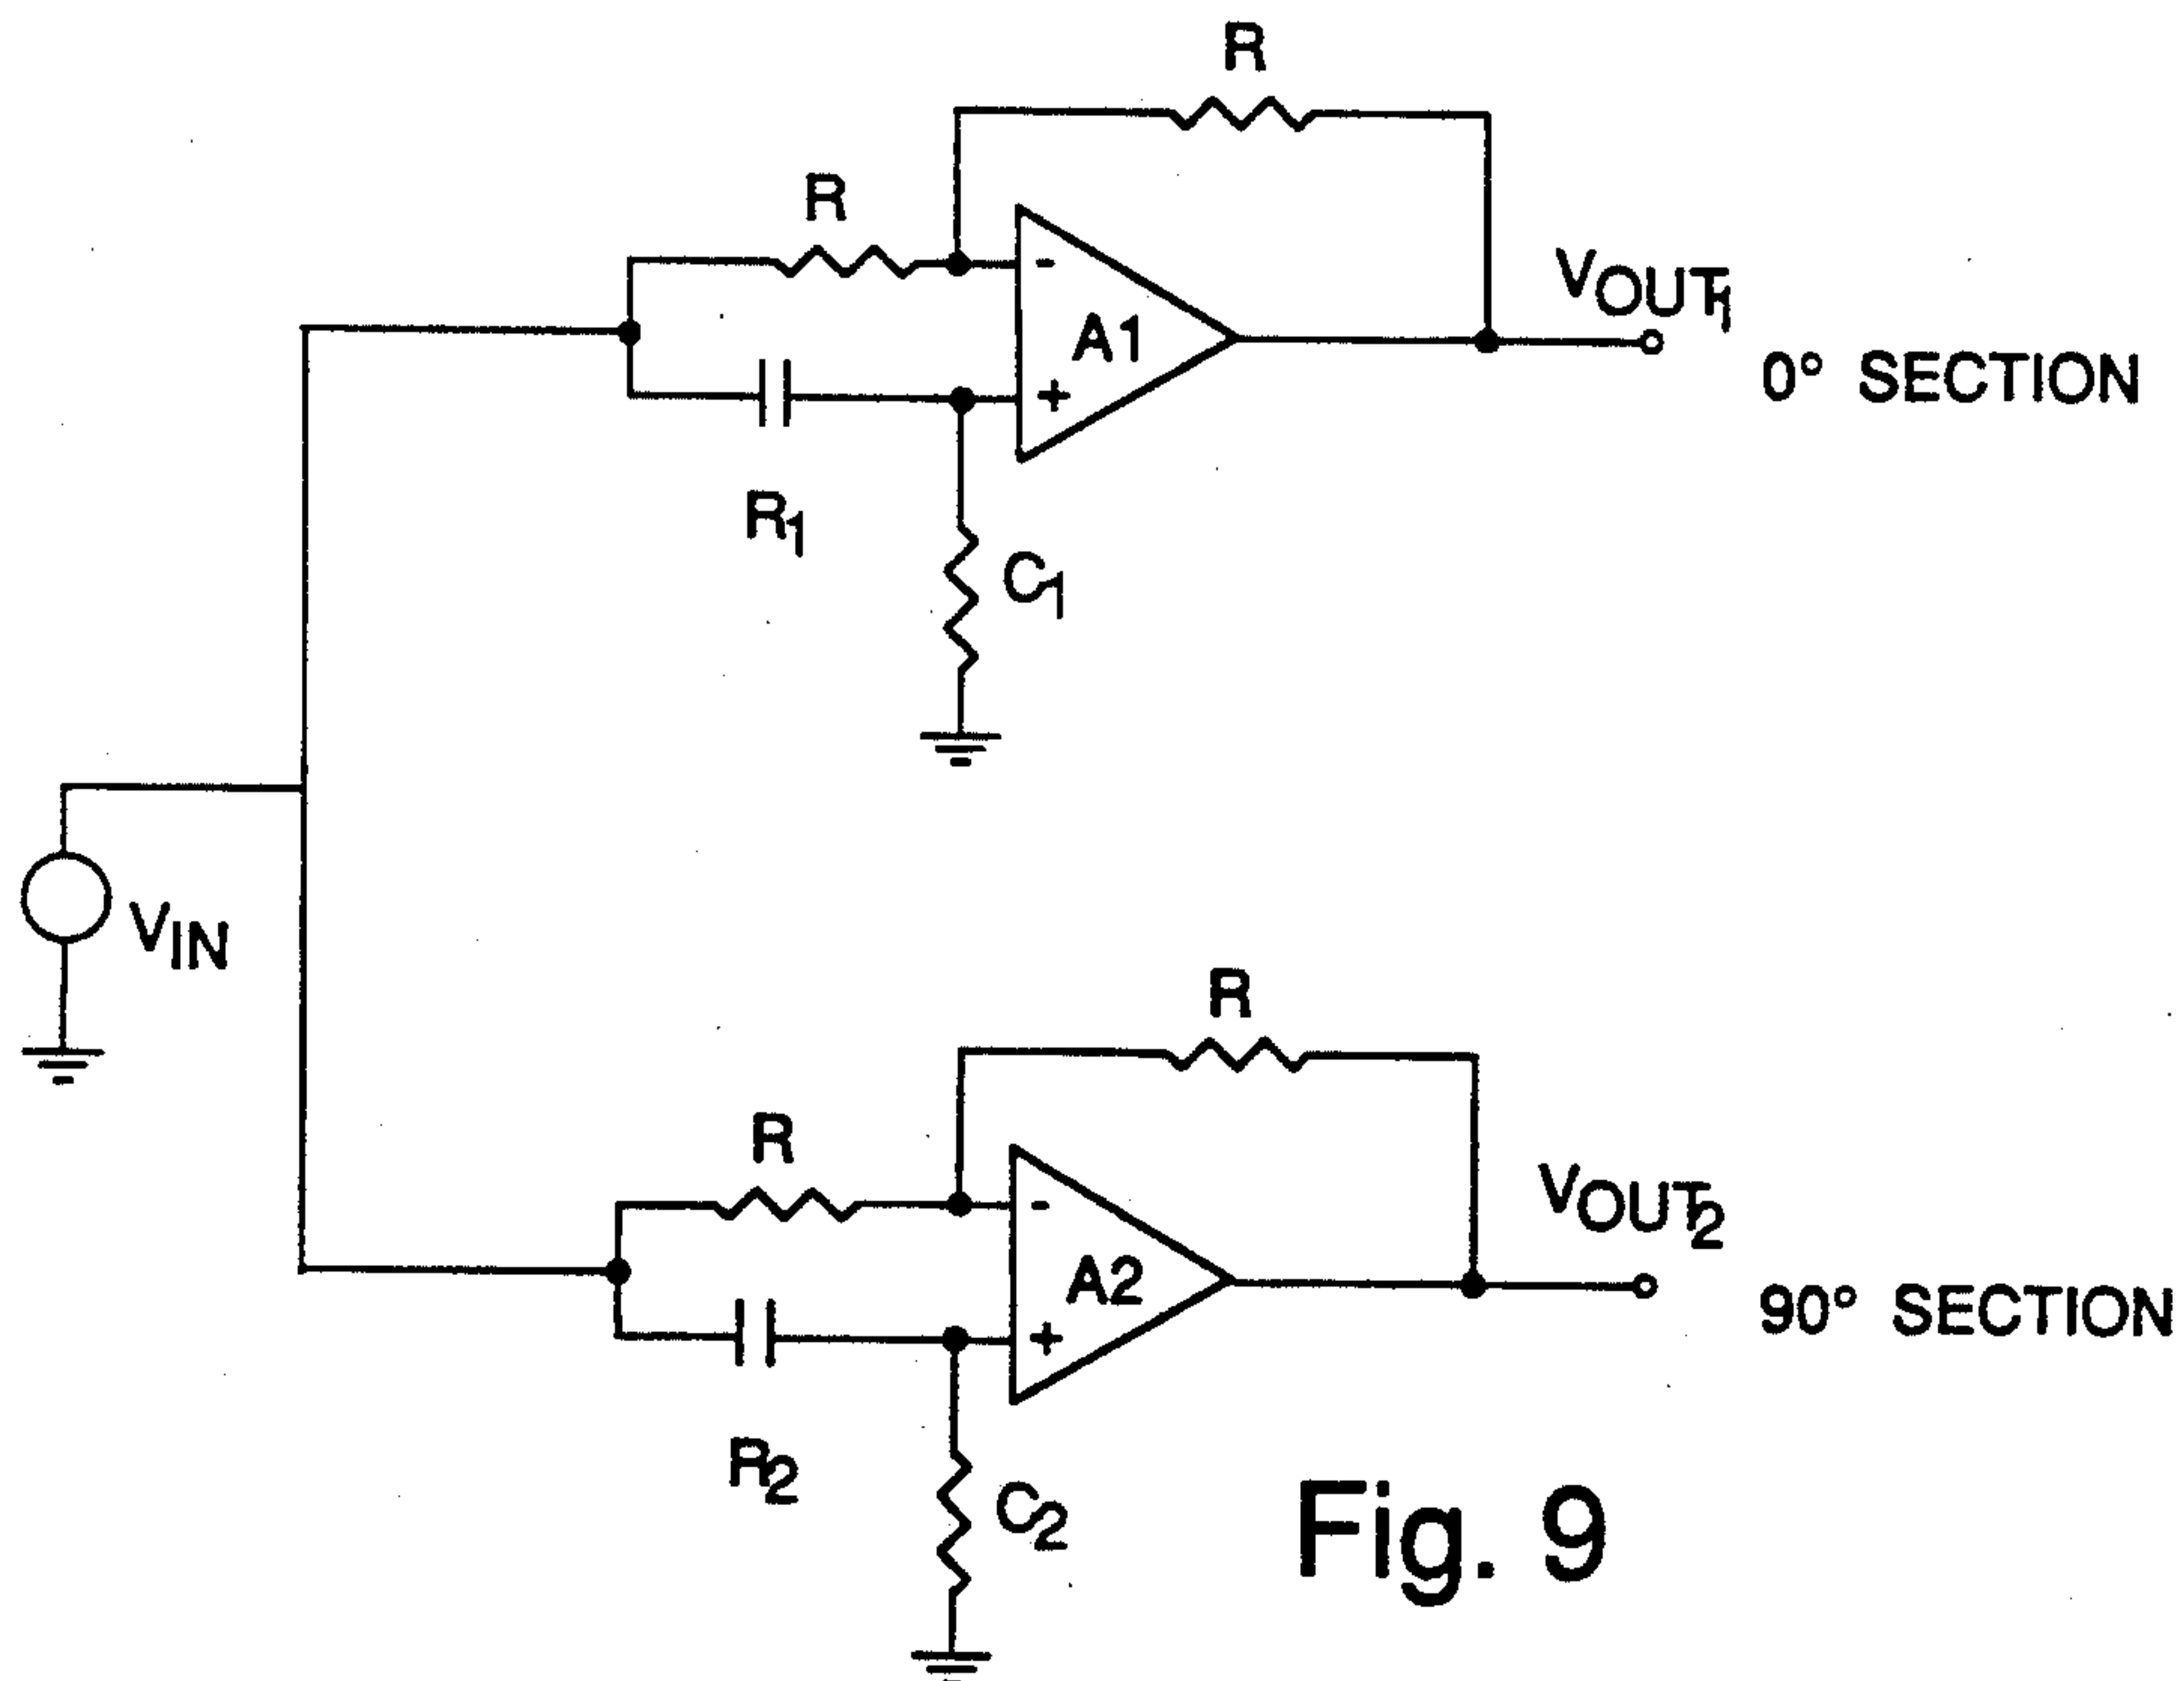 R
R
-
A1
+
VOUT1
0° SECTION
R1
C1
VIN
R
R
-
A2
+
VOUT2
90° SECTION
R2
C2
Fig. 9